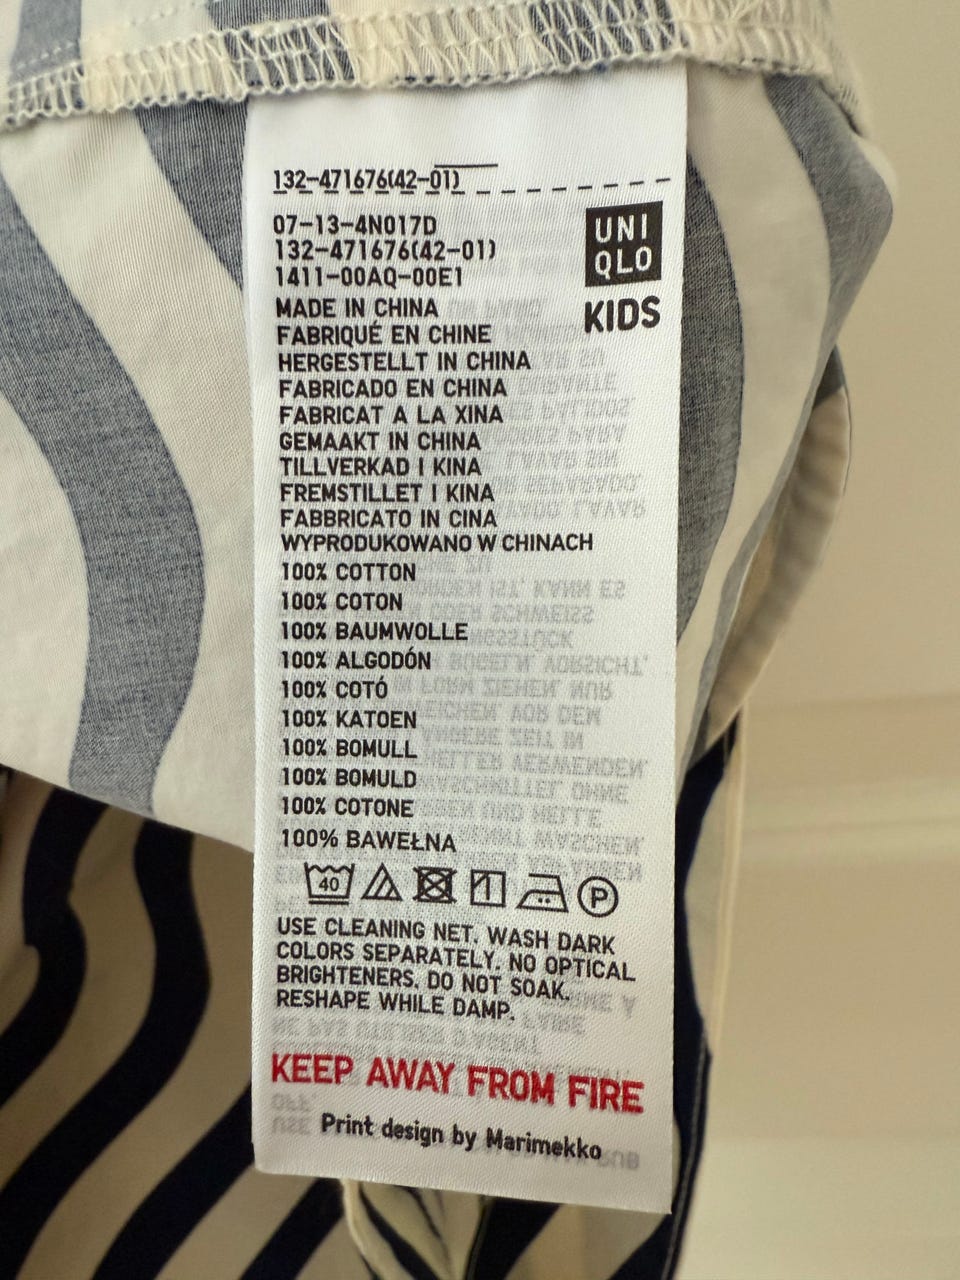 132-471676(42-01)
07-13-4N017D
132-471676(42-01)
1411-00AQ-00E1
UNI
QLO
KIDS
MADE IN CHINA
FABRIQUÉ EN CHINE
HERGESTELLT IN CHINA
FABRICADO EN CHINA
FABRICAT A LA XINA
GEMAAKT IN CHINA
TILLVERKAD I KINA
FREMSTILLET I KINA
FABBRICATO IN CINA
WYPRODUKOWANO W CHINACH
100% COTTON
100% COTON
100% BAUMWOLLE
100% ALGODÓN
100% COTÓ
100% KATOEN
100% BOMULL
100% BOMULD
100% COTONE
100% BAWEŁNA
40 P
USE CLEANING NET. WASH DARK
COLORS SEPARATELY. NO OPTICAL
BRIGHTENERS. DO NOT SOAK.
RESHAPE WHILE DAMP.
KEEP AWAY FROM FIRE
Print design by Marimekko